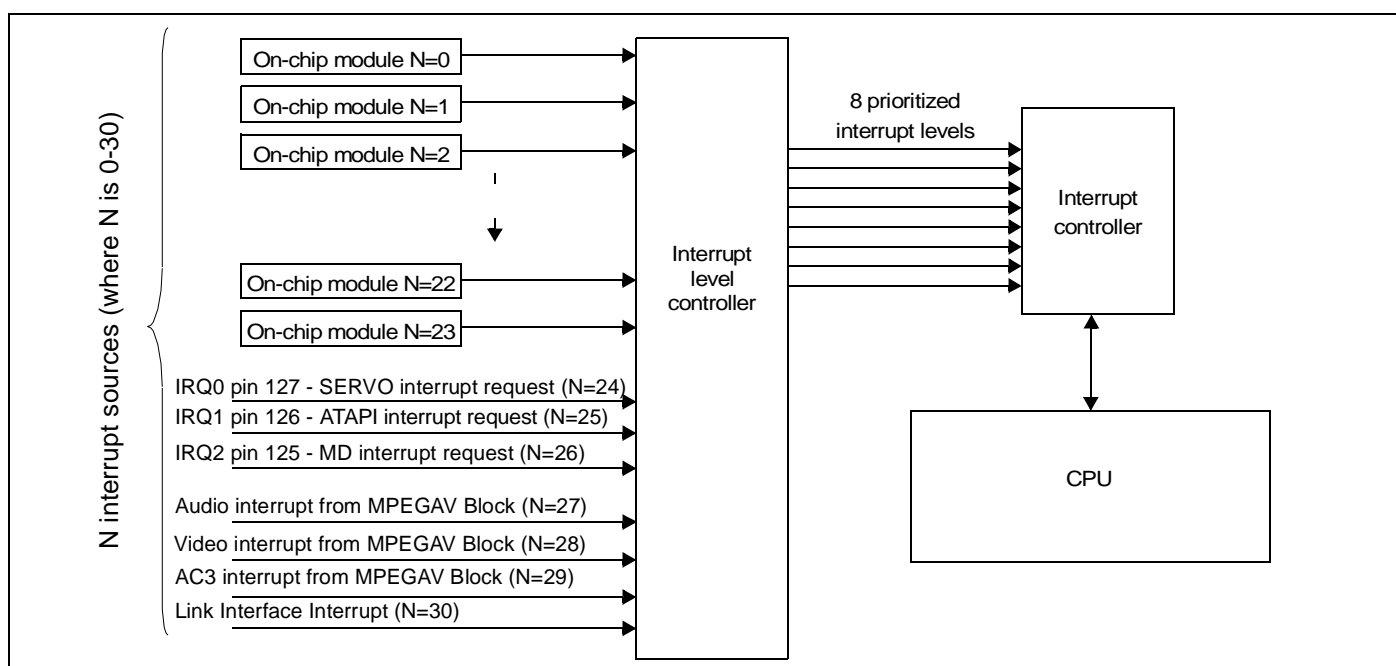 N interrupt sources (where N is 0-30)
On-chip module N=0
On-chip module N=1
On-chip module N=2
On-chip module N=22
On-chip module N=23
IRQ0 pin 127 - SERVO interrupt request (N=24)
IRQ1 pin 126 - ATAPI interrupt request (N=25)
IRQ2 pin 125 - MD interrupt request (N=26)
Audio interrupt from MPEGAV Block (N=27)
Video interrupt from MPEGAV Block (N=28)
AC3 interrupt from MPEGAV Block (N=29)
Link Interface Interrupt (N=30)
Interrupt
level
controller
8 prioritized
interrupt levels
Interrupt
controller
CPU